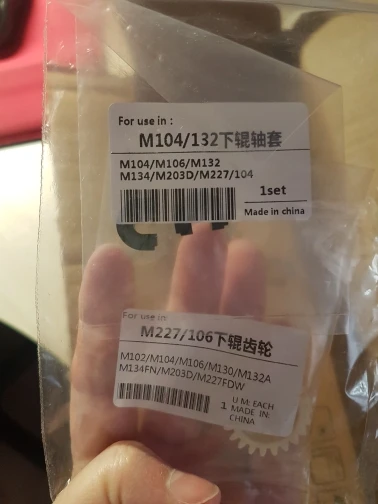 For use in :
M104/132下辊轴套
M104/M106/M132
M134/M203D/M227/104
1set
Made in china
For use in:
M227/106下辊齿轮
M102/M104/M106/M130/M132A
M134FN/M203D/M227FDW
U M: EACH
1 MADE IN:
CHINA